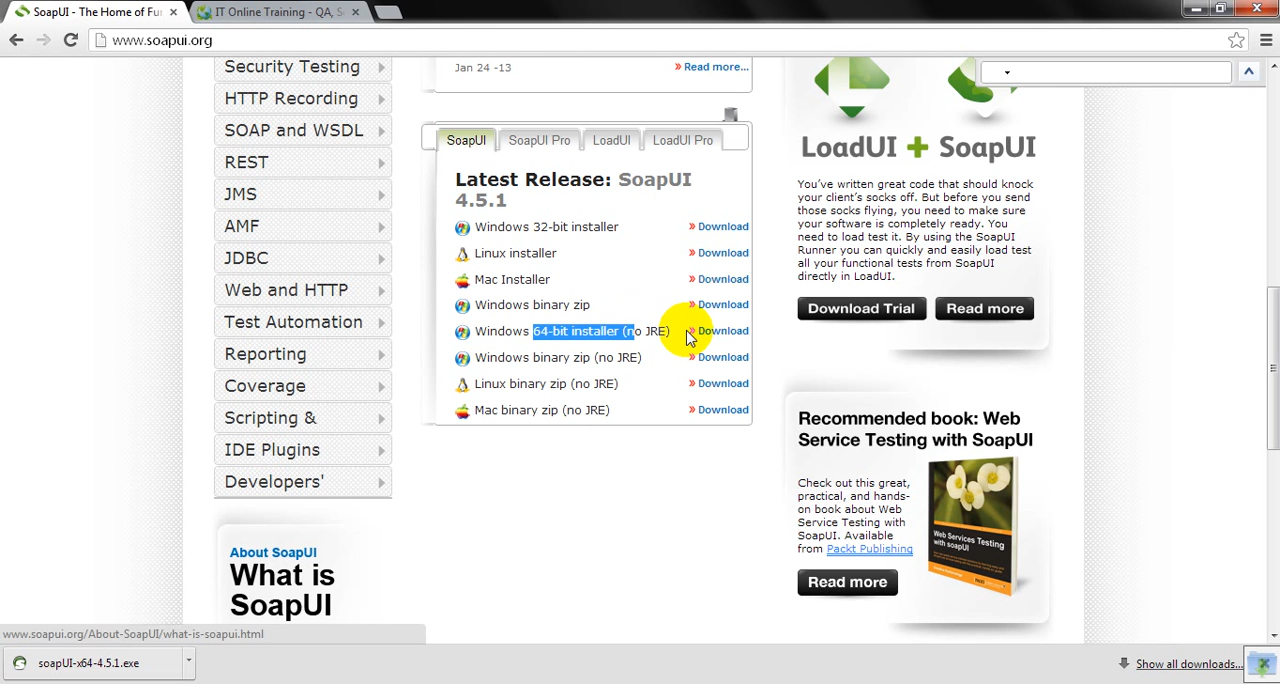 SoapUI - The Home of Fur
IT Online Training - QA, S
www.soapui.org
Security Testing
HTTP Recording
SOAP and WSDL
REST
JMS
AMF
JDBC
Web and HTTP
Test Automation
Reporting
Coverage
Scripting &
IDE Plugins
Developers'
About SoapUI
What is
SoapUI
Jan 24 -13
» Read more...
SoapUI
SoapUI Pro
LoadUI
LoadUI Pro
Latest Release: SoapUI
4.5.1
Windows 32-bit installer » Download
Linux installer » Download
Mac Installer » Download
Windows binary zip » Download
Windows 64-bit installer (no JRE) » Download
Windows binary zip (no JRE) » Download
Linux binary zip (no JRE) » Download
Mac binary zip (no JRE) » Download
LoadUI + SoapUI
You've written great code that should knock
your client's socks off. But before you send
those socks flying, you need to make sure
your software is completely ready. You
need to load test it. By using the SoapUI
Runner you can quickly and easily load test
all your functional tests from SoapUI
directly in LoadUI.
Download Trial
Read more
Recommended book: Web
Service Testing with SoapUI
Check out this great,
practical, and hands-
on book about Web
Service Testing with
SoapUI. Available
from Packt Publishing
Web Services Testing
with soapUI
Read more
www.soapui.org/About-SoapUI/what-is-soapui.html
soapUI-x64-4.5.1.exe
Show all downloads...